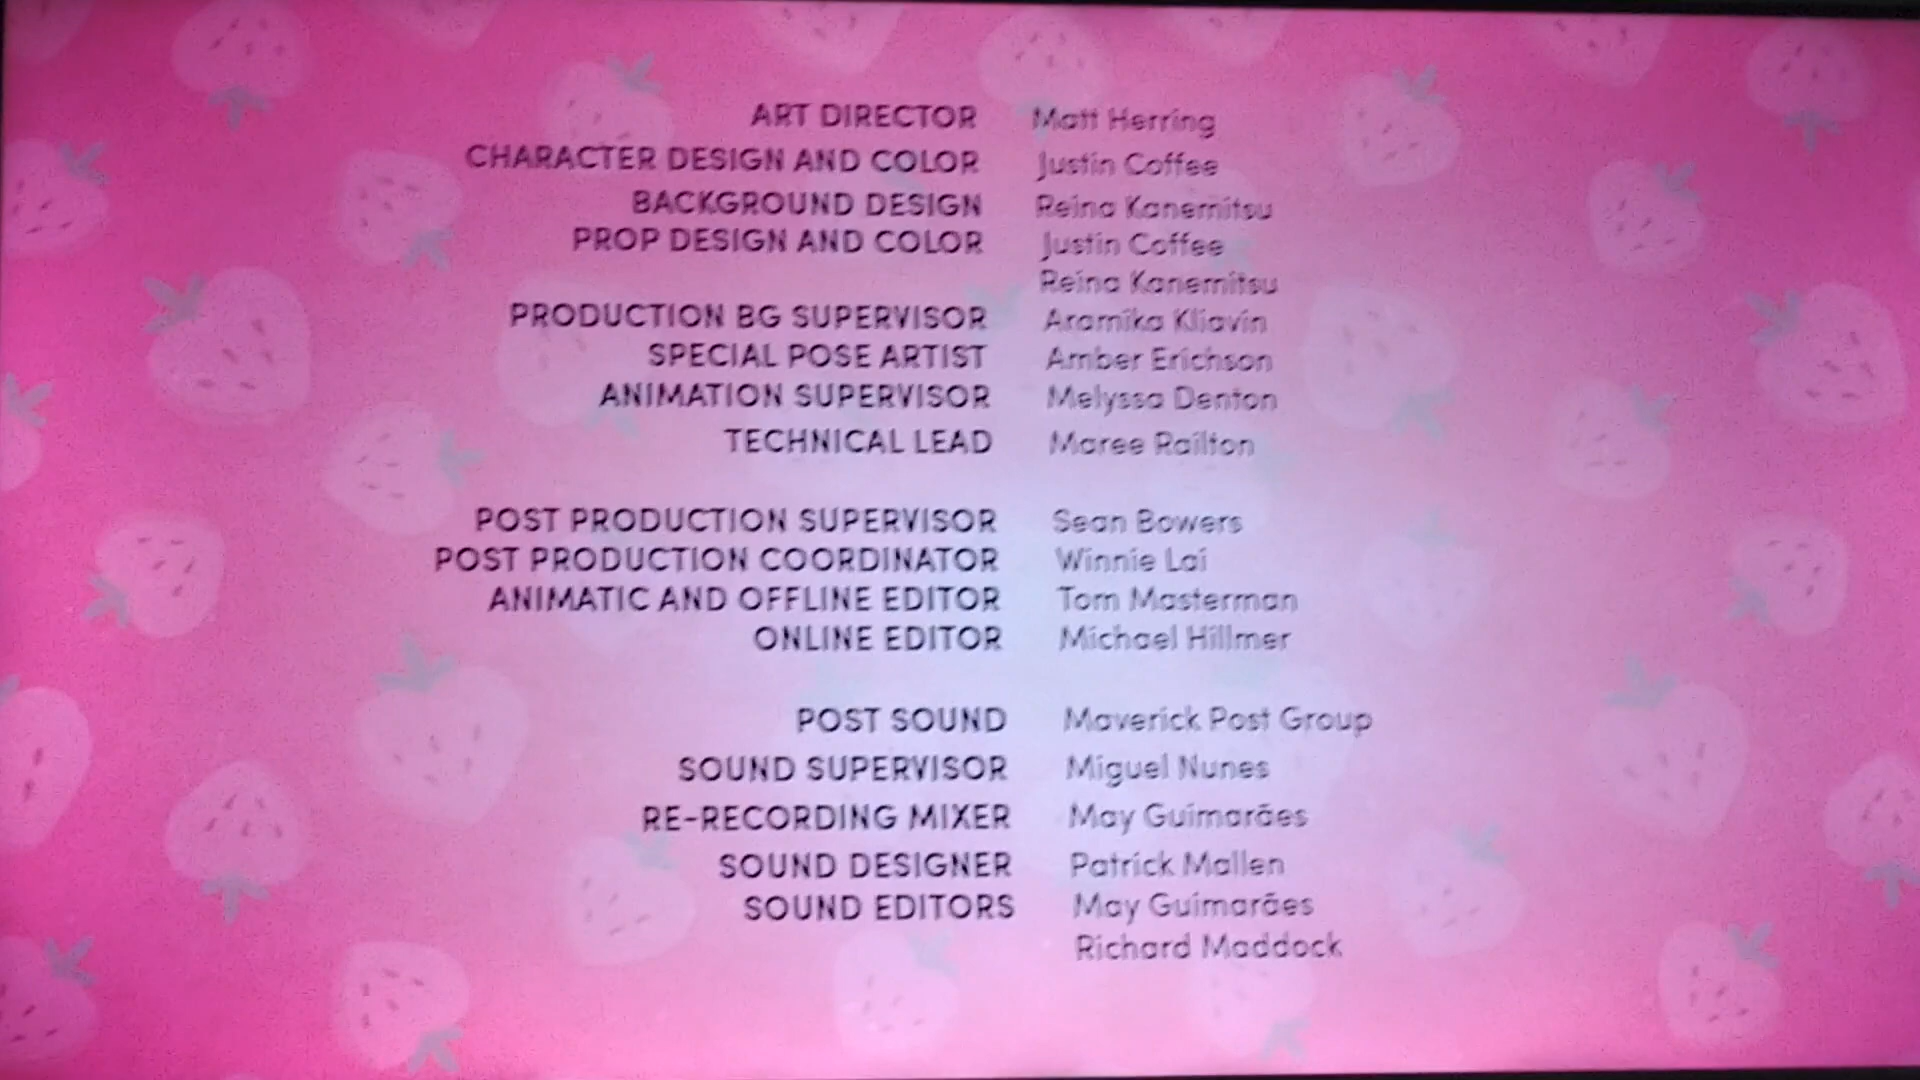 ART DIRECTOR Matt Herring
CHARACTER DESIGN AND COLOR Justin Coffee
BACKGROUND DESIGN Reina Kanemitsu
PROP DESIGN AND COLOR Justin Coffee
Reina Kanemitsu
PRODUCTION BG SUPERVISOR Aramika Kliavin
SPECIAL POSE ARTIST Amber Erichson
ANIMATION SUPERVISOR Melyssa Denton
TECHNICAL LEAD Maree Railton
POST PRODUCTION SUPERVISOR Sean Bowers
POST PRODUCTION COORDINATOR Winnie Lai
ANIMATIC AND OFFLINE EDITOR Tom Masterman
ONLINE EDITOR Michael Hillmer
POST SOUND Maverick Post Group
SOUND SUPERVISOR Miguel Nunes
RE-RECORDING MIXER May Guimarães
SOUND DESIGNER Patrick Mallen
SOUND EDITORS May Guimarães
Richard Maddock